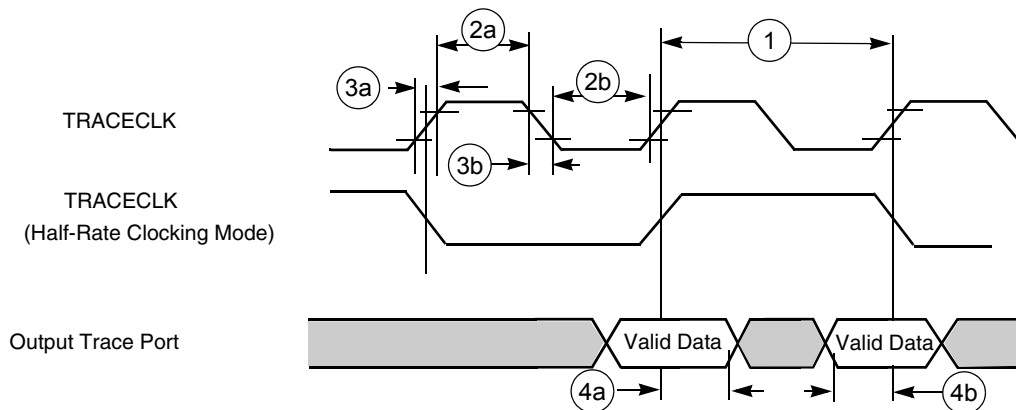 2a
1
3a
2b
TRACECLK
3b
TRACECLK
(Half-Rate Clocking Mode)
Output Trace Port
Valid Data
Valid Data
4a
4b